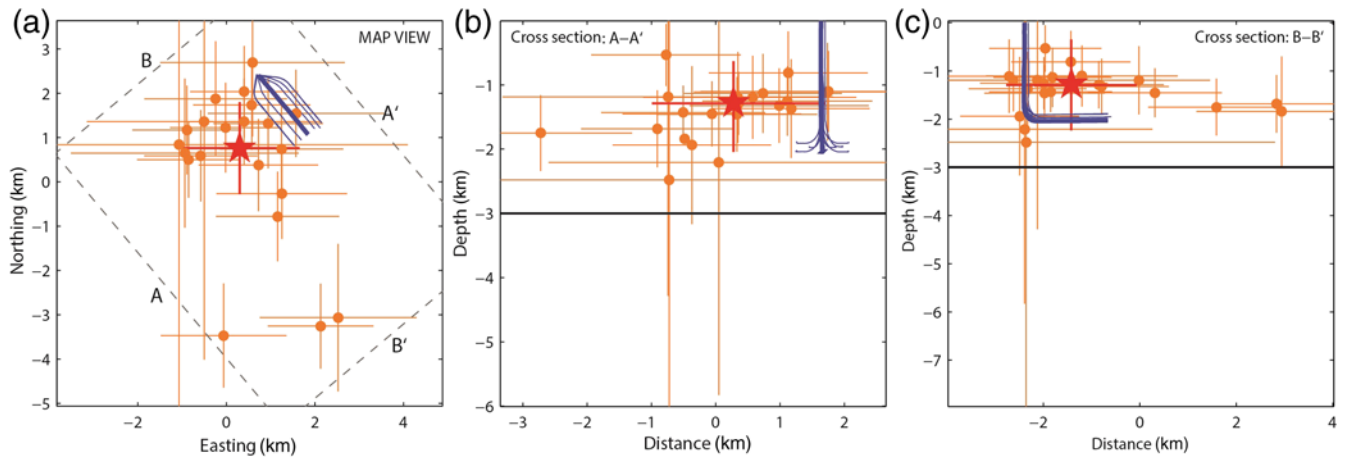 (a)
MAP VIEW
B
A'
A
B'
3
2
1
0
−1
−2
−3
−4
−5
−2
0
2
4
Northing (km)
Easting (km)
(b)
Cross section: A−A'
0
−1
−2
−3
−4
−5
−6
−3
−2
−1
0
1
2
Depth (km)
Distance (km)
(c)
Cross section: B−B'
0
−1
−2
−3
−4
−5
−6
−7
−2
0
2
4
Depth (km)
Distance (km)